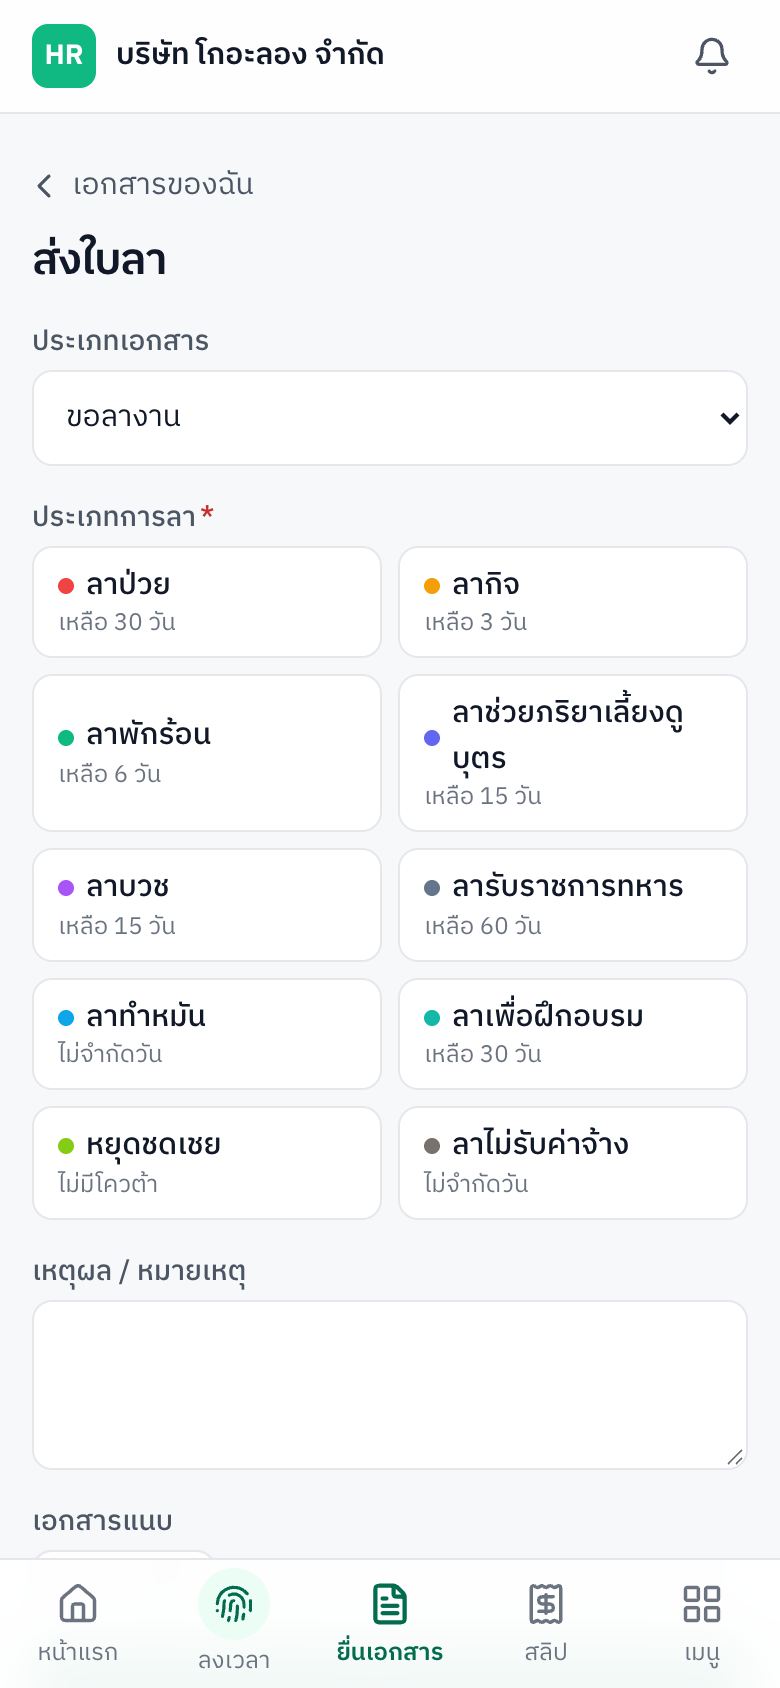 HR บริษัท โกอะลอง จำกัด
เอกสารของฉัน
ส่งใบลา
ประเภทเอกสาร
ขอลางาน
ประเภทการลา*
ลาป่วย
เหลือ 30 วัน
ลากิจ
เหลือ 3 วัน
ลาพักร้อน
เหลือ 6 วัน
ลาช่วยภริยาเลี้ยงดู
บุตร
เหลือ 15 วัน
ลาบวช
เหลือ 15 วัน
ลารับราชการทหาร
เหลือ 60 วัน
ลาทำหมัน
ไม่จำกัดวัน
ลาเพื่อฝึกอบรม
เหลือ 30 วัน
หยุดชดเชย
ไม่มีโควต้า
ลาไม่รับค่าจ้าง
ไม่จำกัดวัน
เหตุผล / หมายเหตุ
เอกสารแนบ
หน้าแรก
ลงเวลา
ยื่นเอกสาร
สลิป
เมนู